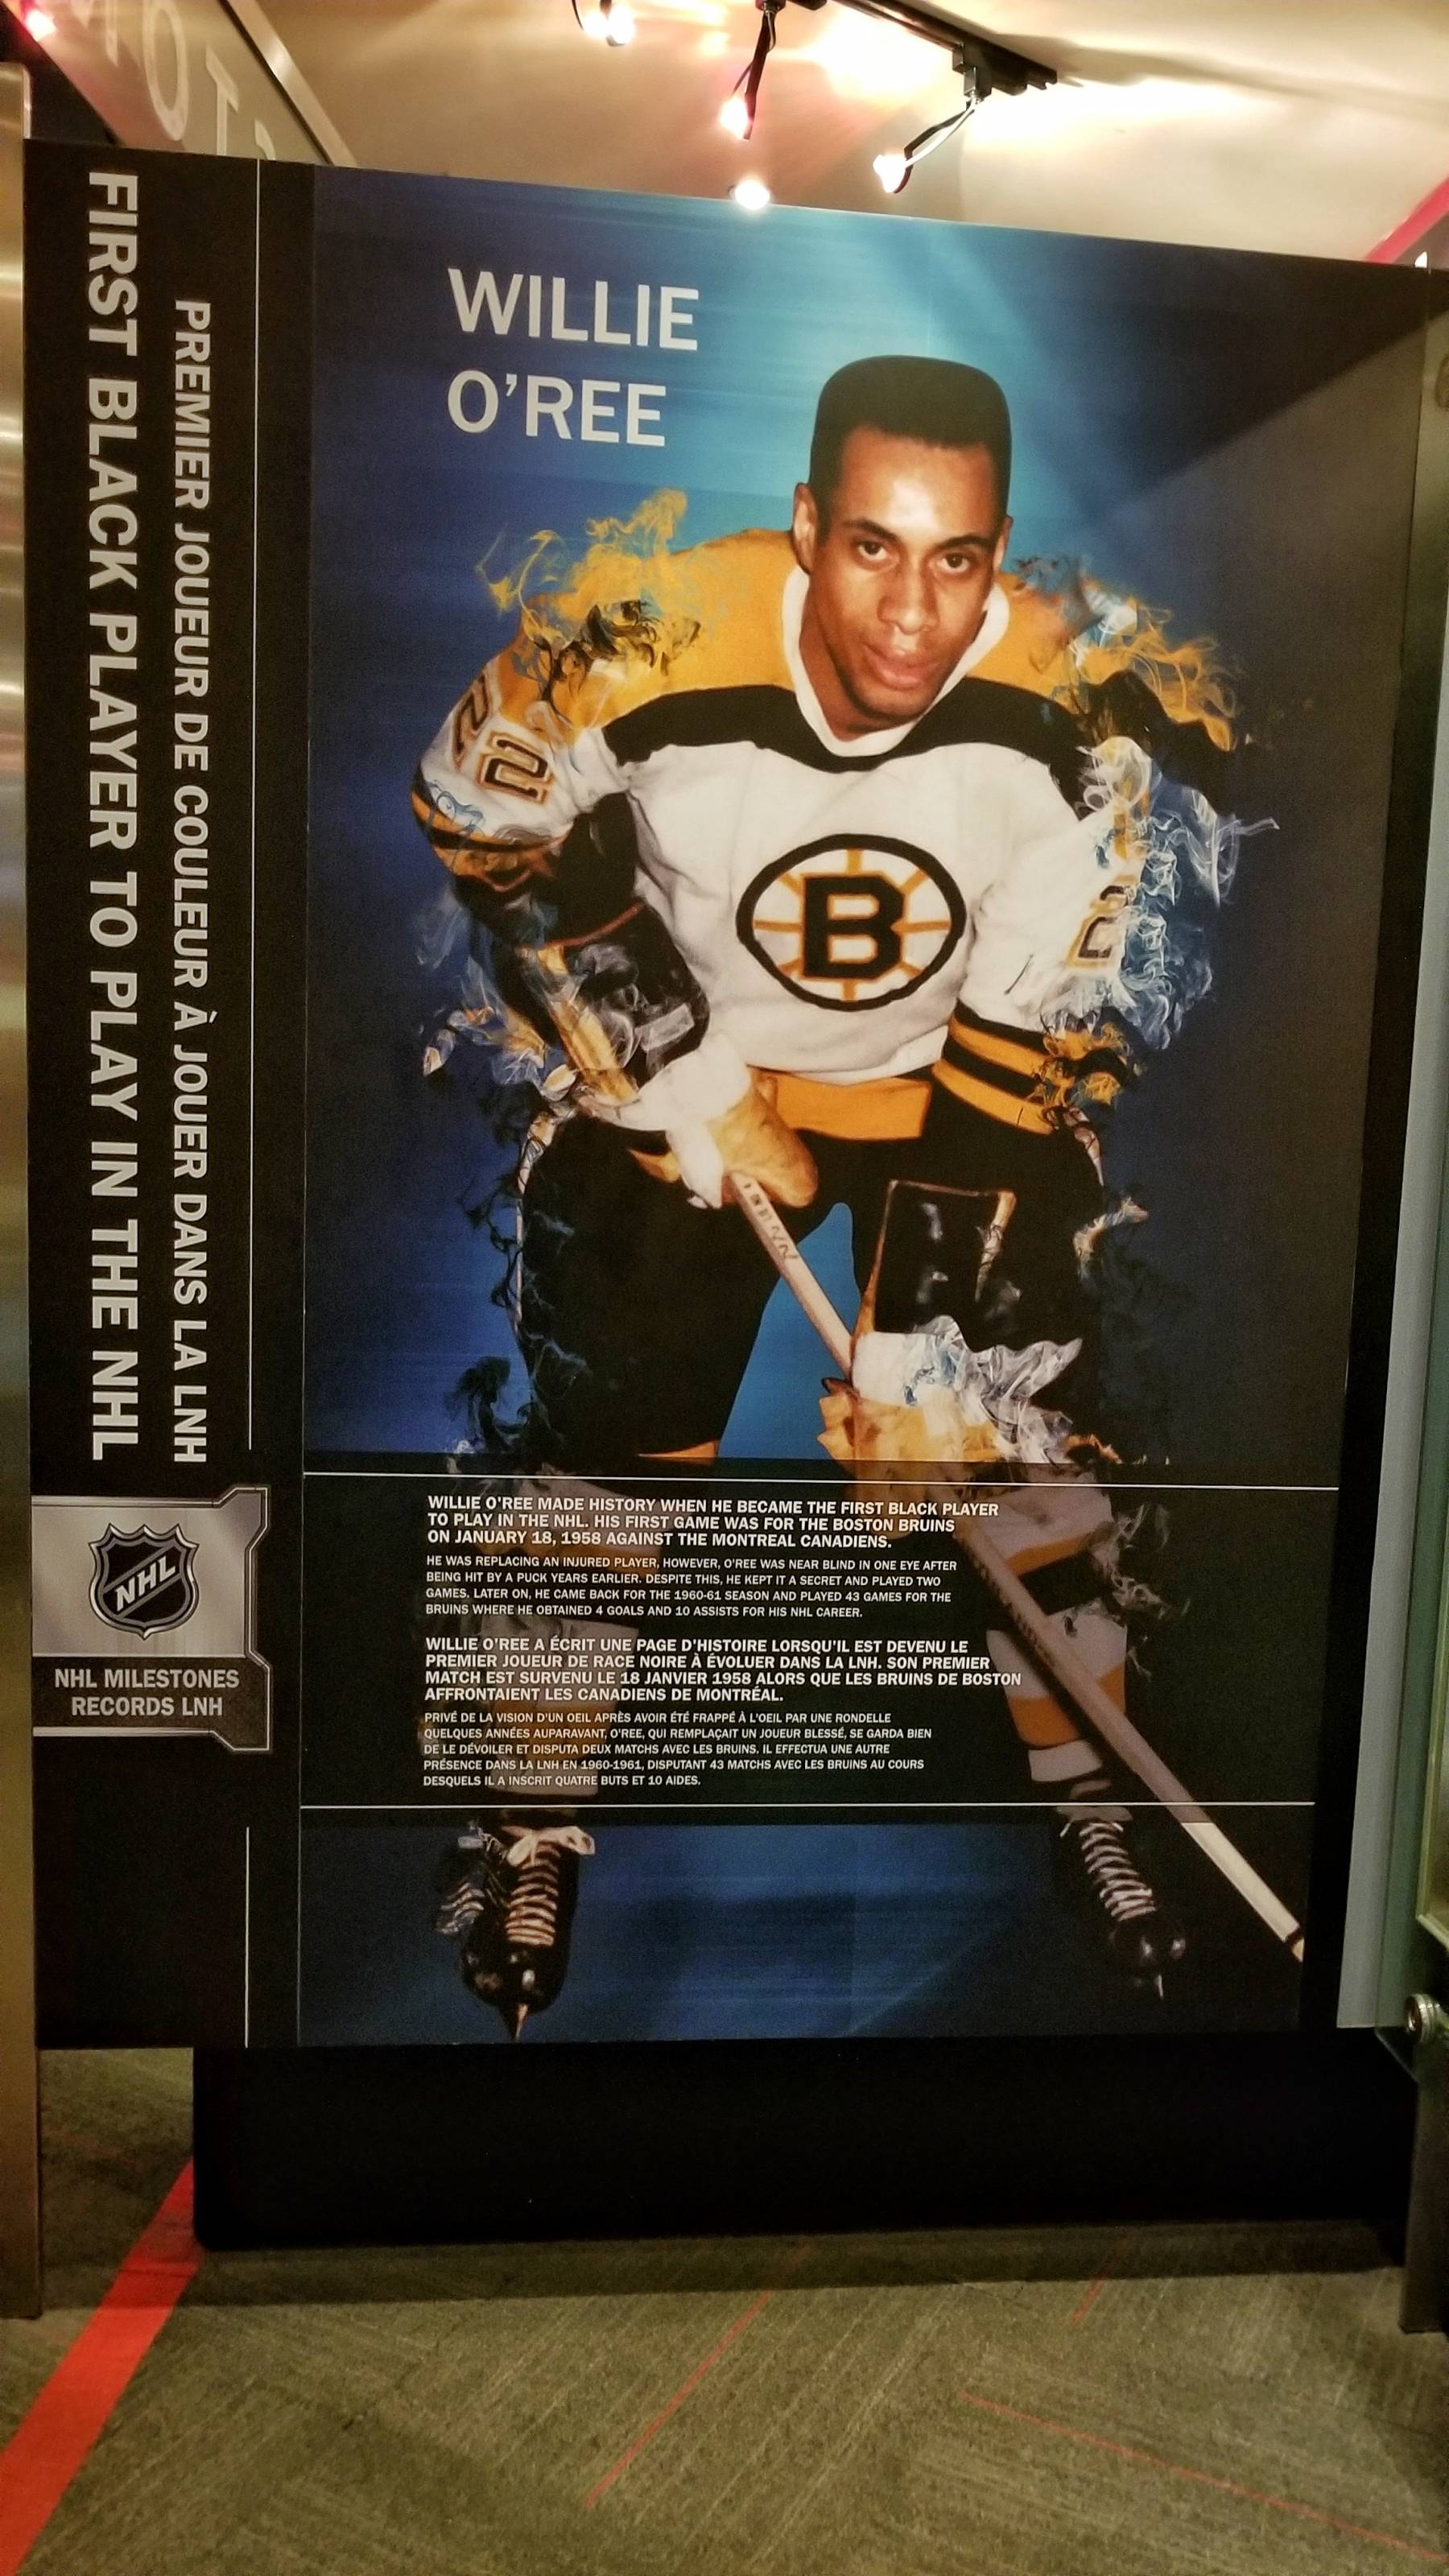 WILLIE
O'REE
FIRST BLACK PLAYER TO PLAY IN THE NHL
PREMIER JOUEUR DE COULEUR À JOUER DANS LA LNH
22
B
2
NHL
NHL MILESTONES
RECORDS LNH
WILLIE O'REE MADE HISTORY WHEN HE BECAME THE FIRST BLACK PLAYER
TO PLAY IN THE NHL. HIS FIRST GAME WAS FOR THE BOSTON BRUINS
ON JANUARY 18, 1958 AGAINST THE MONTREAL CANADIENS.
HE WAS REPLACING AN INJURED PLAYER, HOWEVER, O'REE WAS NEAR BLIND IN ONE EYE AFTER
BEING HIT BY A PUCK YEARS EARLIER. DESPITE THIS, HE KEPT IT A SECRET AND PLAYED TWO
GAMES. LATER ON, HE CAME BACK FOR THE 1960-61 SEASON AND PLAYED 43 GAMES FOR THE
BRUINS WHERE HE OBTAINED 4 GOALS AND 10 ASSISTS FOR HIS NHL CAREER.
WILLIE O'REE A ÉCRIT UNE PAGE D'HISTOIRE LORSQU'IL EST DEVENU LE
PREMIER JOUEUR DE RACE NOIRE À ÉVOLUER DANS LA LNH. SON PREMIER
MATCH EST SURVENU LE 18 JANVIER 1958 ALORS QUE LES BRUINS DE BOSTON
AFFRONTAIENT LES CANADIENS DE MONTRÉAL.
PRIVÉ DE LA VISION D'UN OEIL APRÈS AVOIR ÉTÉ FRAPPÉ À L'OEIL PAR UNE RONDELLE
QUELQUES ANNÉES AUPARAVANT, O'REE, QUI REMPLAÇAIT UN JOUEUR BLESSÉ, SE GARDA BIEN
DE LE DÉVOILER ET DISPUTA DEUX MATCHS AVEC LES BRUINS. IL EFFECTUA UNE AUTRE
PRÉSENCE DANS LA LNH EN 1960-1961, DISPUTANT 43 MATCHS AVEC LES BRUINS AU COURS
DESQUELS IL A INSCRIT QUATRE BUTS ET 10 AIDES.